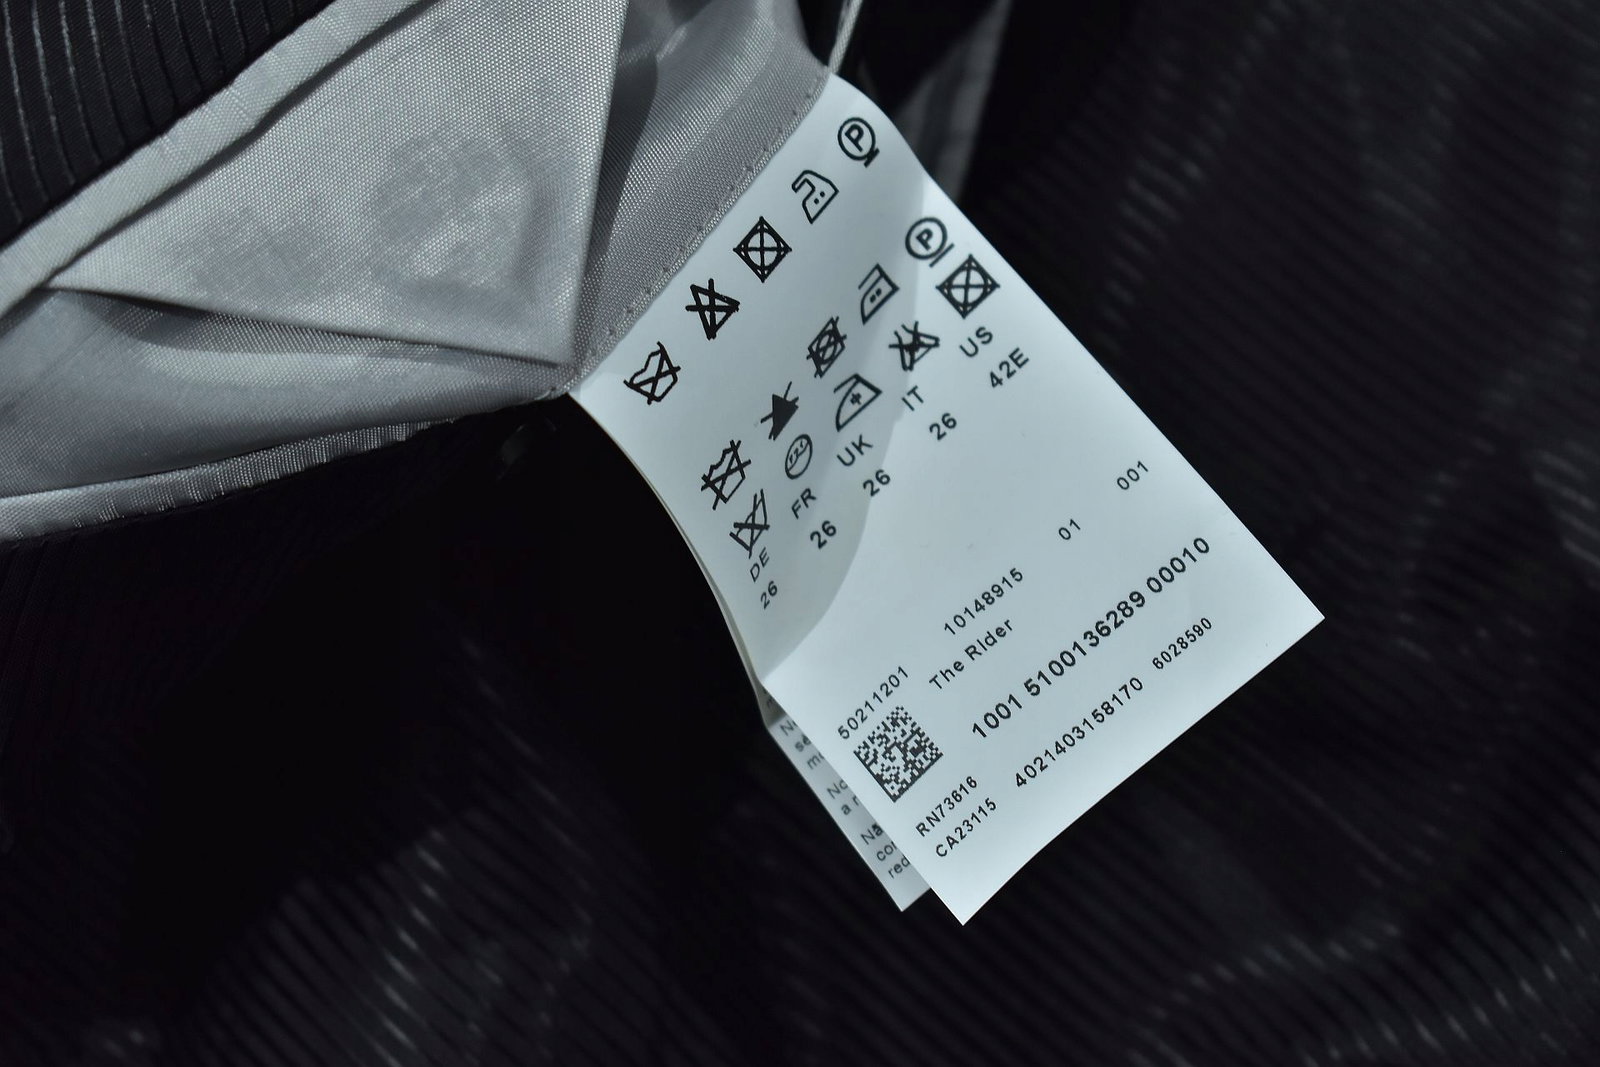 P
P
DE FR UK IT US
26 26 26 26 42E
10148915 01 001
50211201 The Rider
1001 5100136289 00010
RN73616 4021403158170 6028590
CA23115